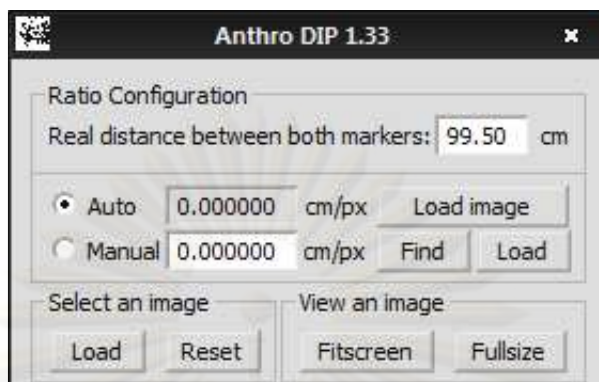 Anthro DIP 1.33
Ratio Configuration
Real distance between both markers: 99.50 cm
Auto 0.000000 cm/px Load image
Manual 0.000000 cm/px Find Load
Select an image View an image
Load Reset Fitscreen Fullsize